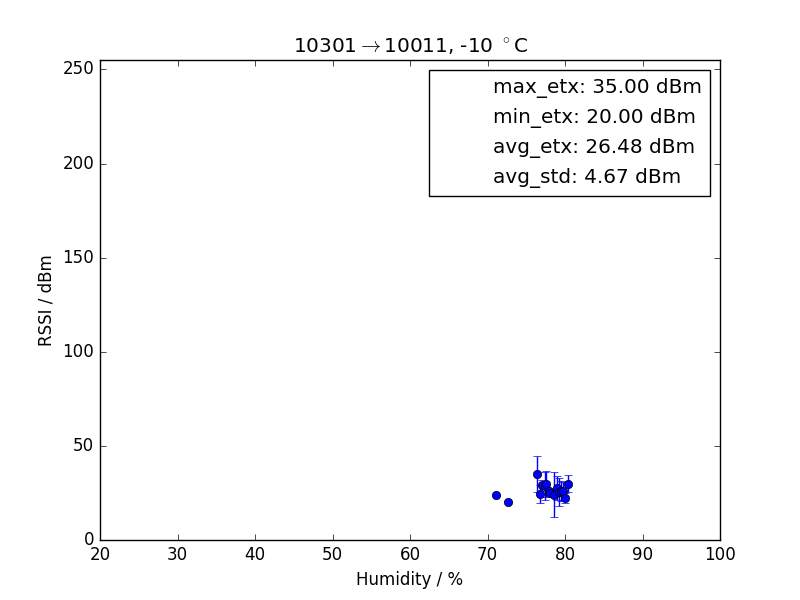 10301→10011, -10 °C
max_etx: 35.00 dBm
min_etx: 20.00 dBm
avg_etx: 26.48 dBm
avg_std: 4.67 dBm
RSSI / dBm
250
200
150
100
50
0
20 30 40 50 60 70 80 90 100
Humidity / %